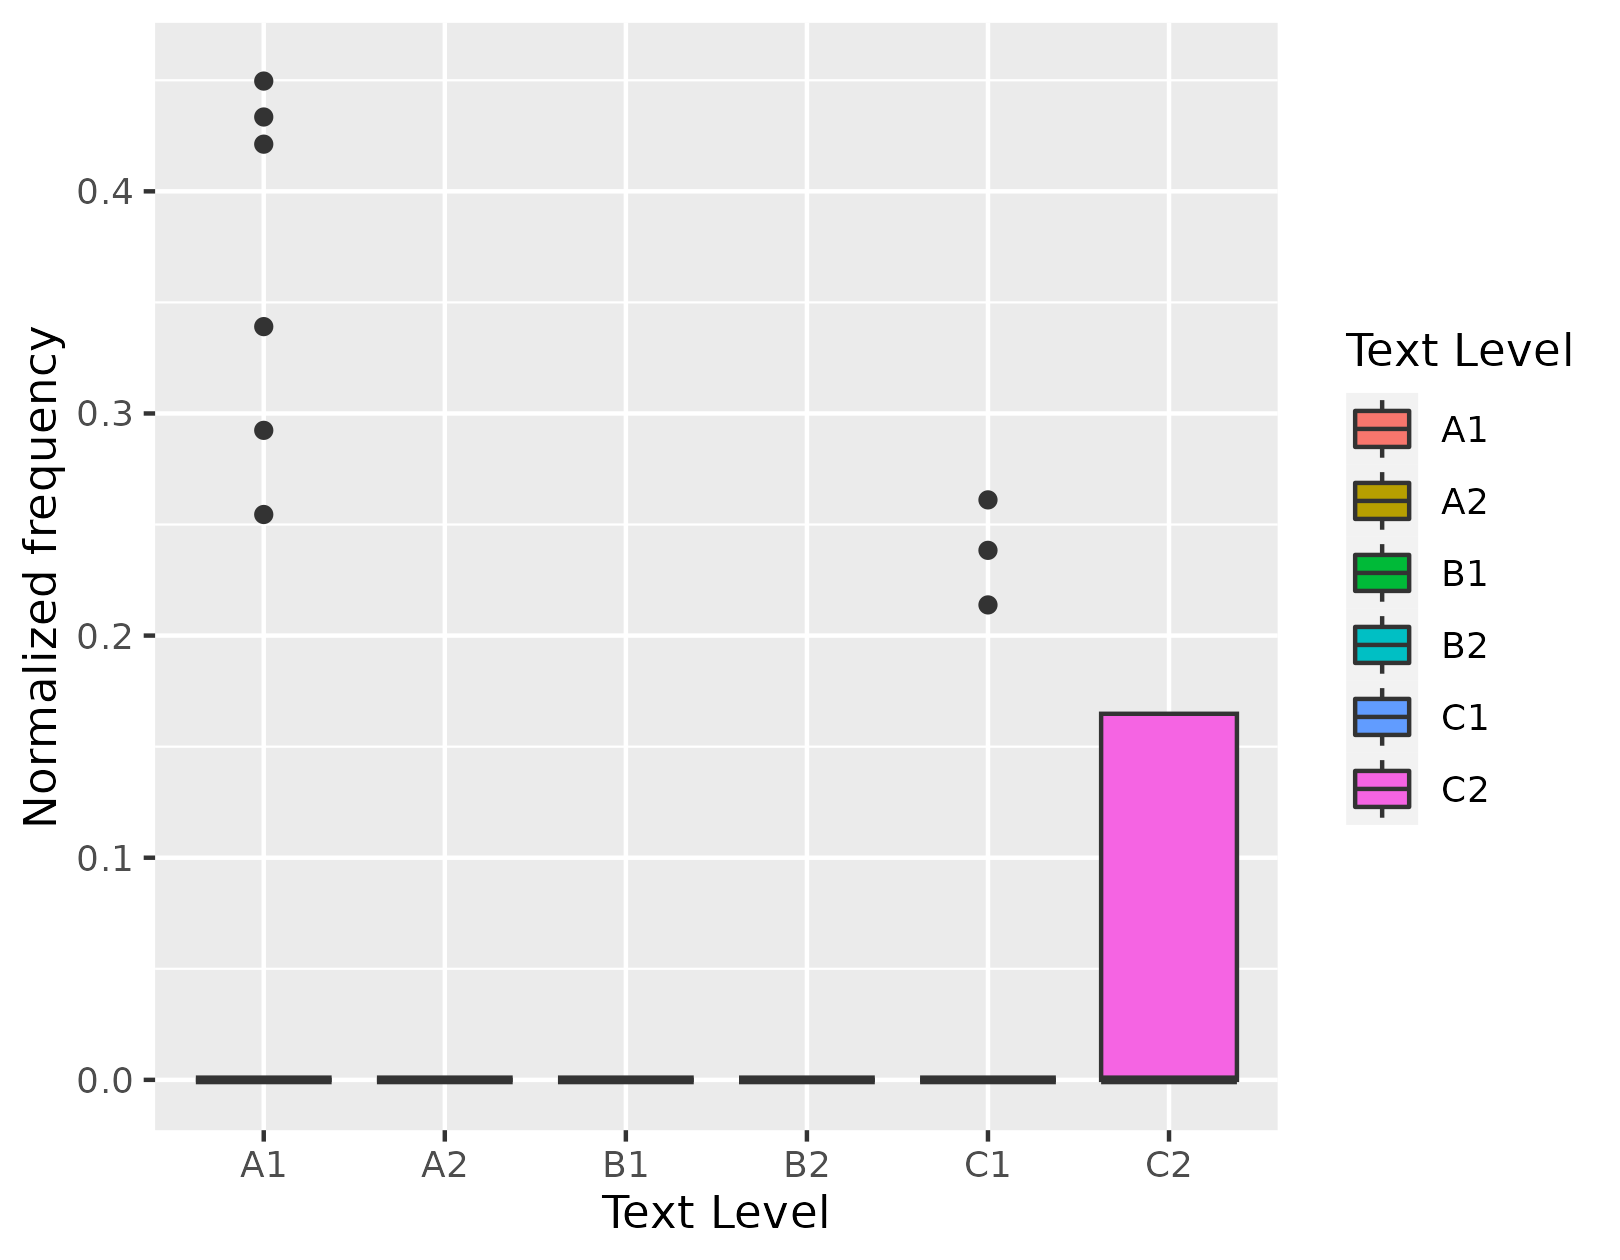 Normalized frequency
0.4
0.3
0.2
0.1
0.0
A1 A2 B1 B2 C1 C2
Text Level
Text Level
A1
A2
B1
B2
C1
C2